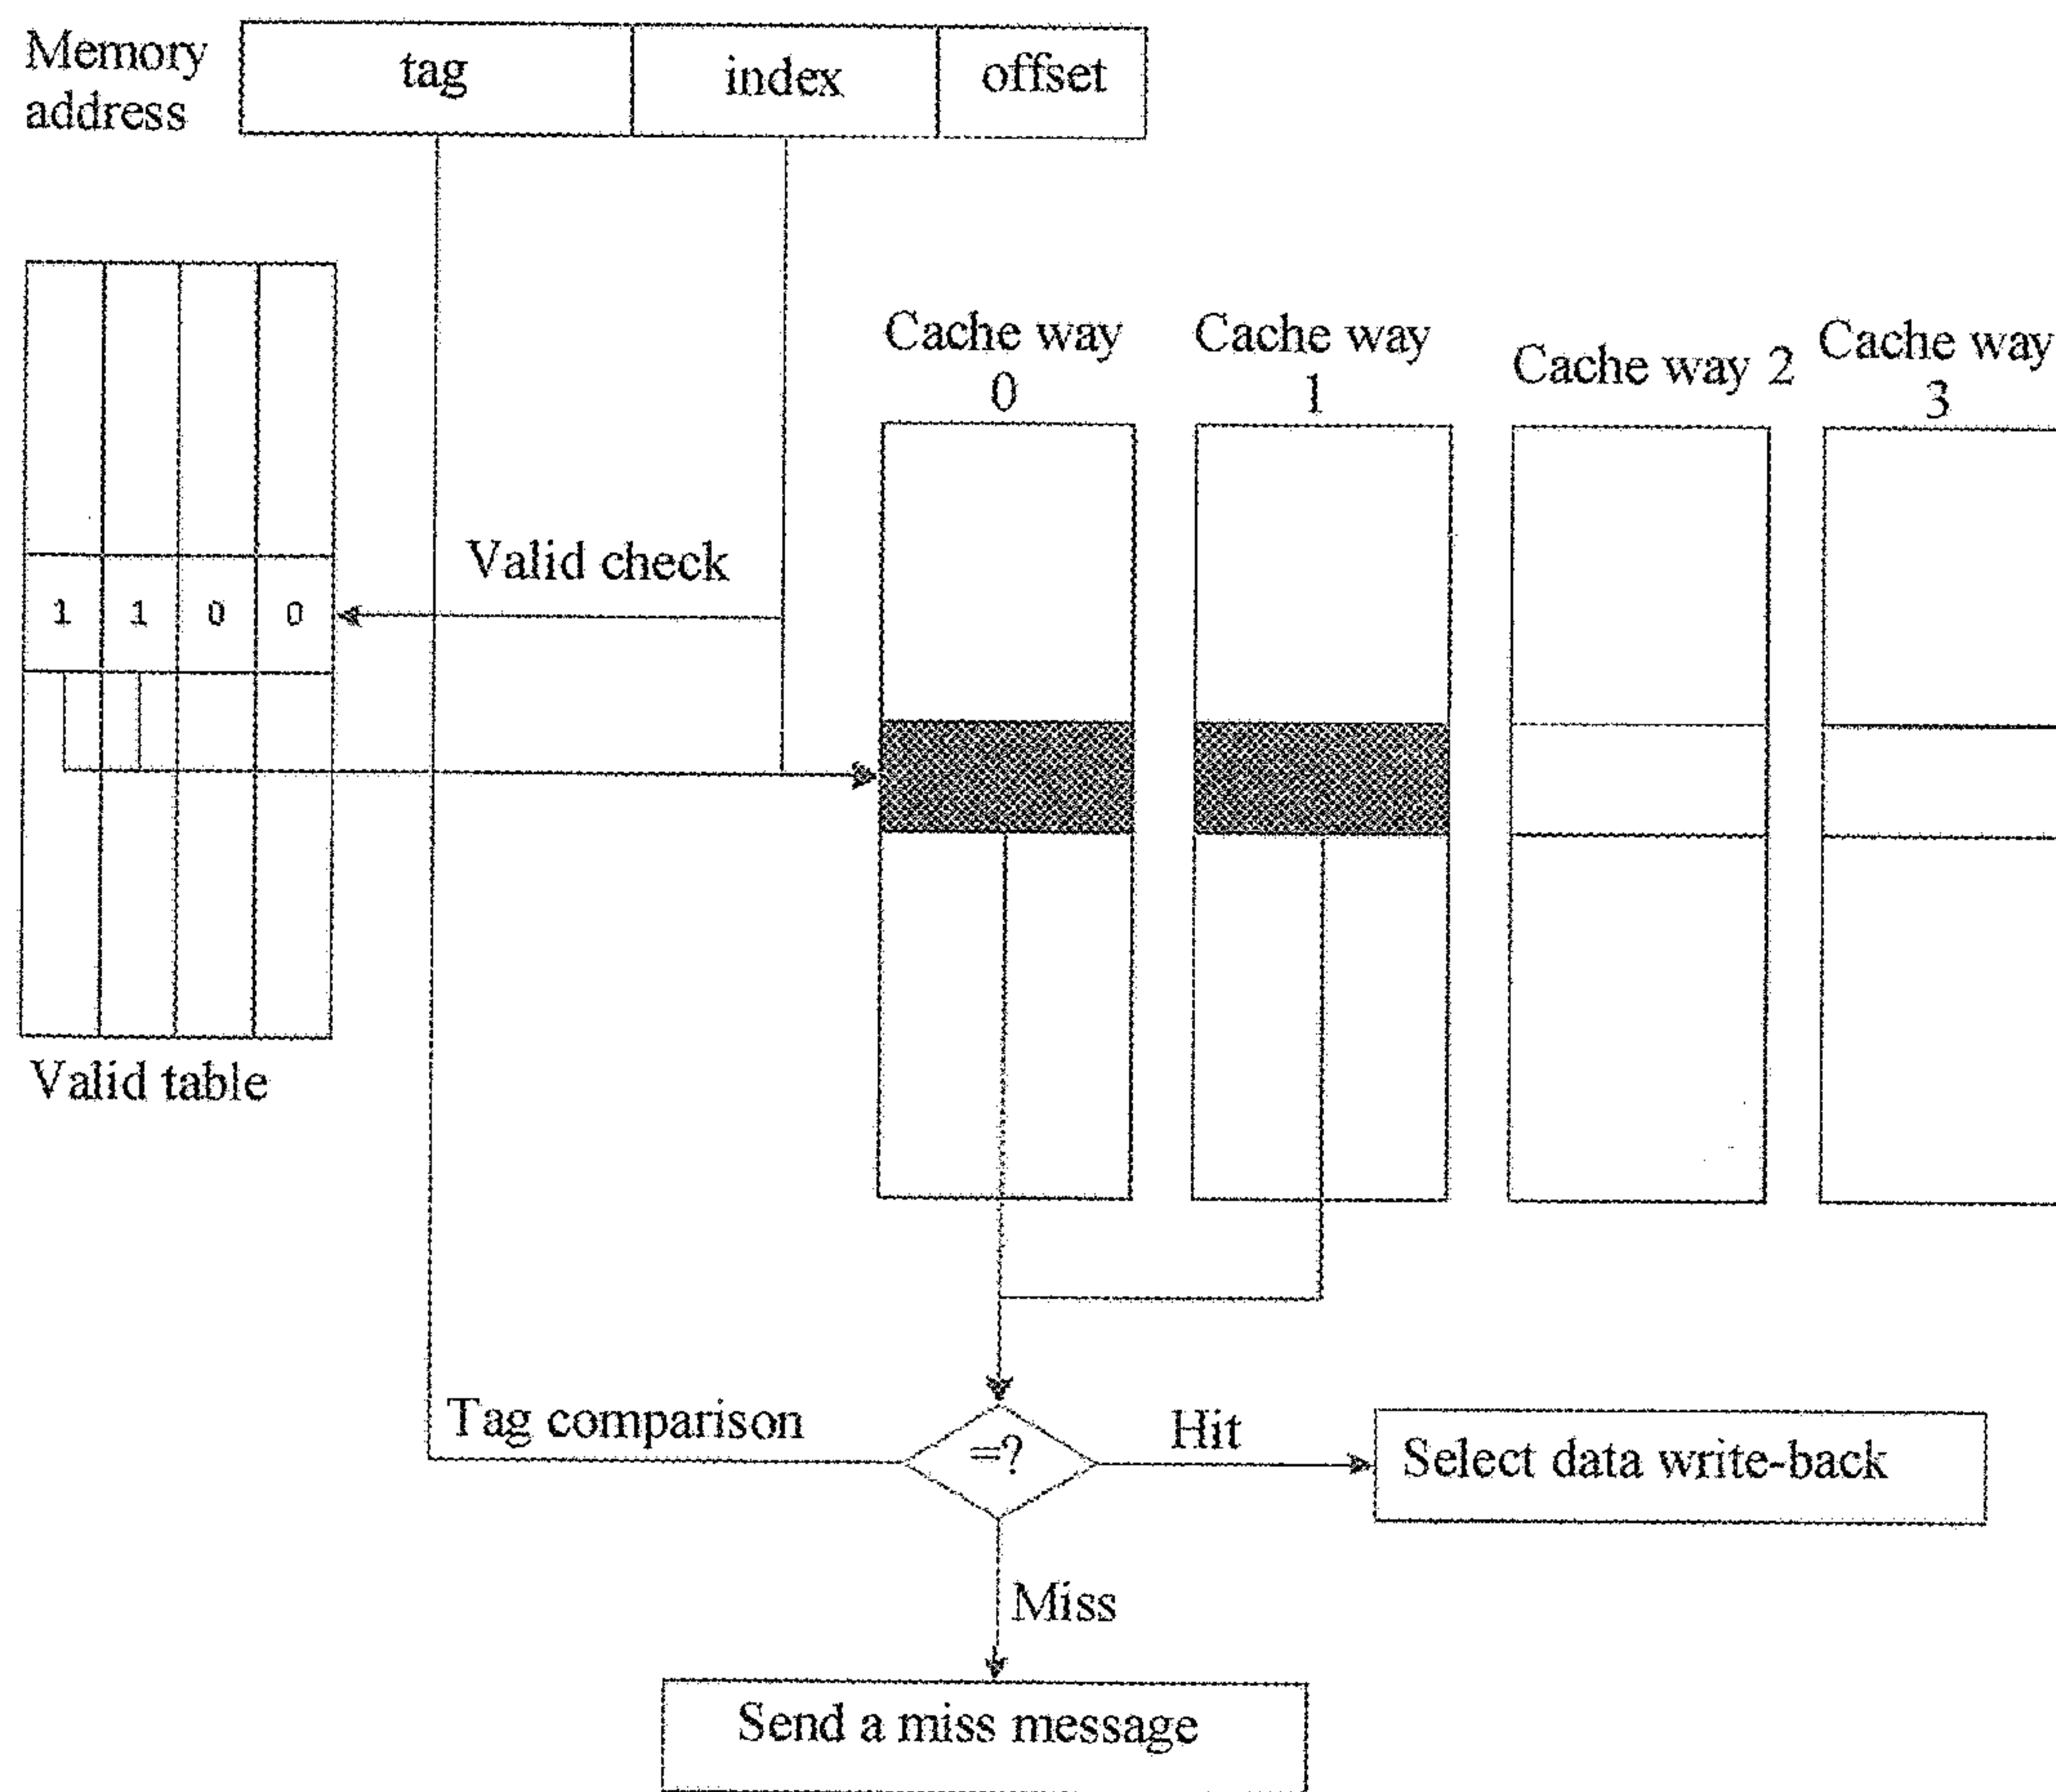 Memory
address
tag
index
offset
Cache way
0
Cache way
1
Cache way 2
Cache way
3
Valid check
1 1 0 0
Valid table
Tag comparison
=?
Hit
Select data write-back
Miss
Send a miss message